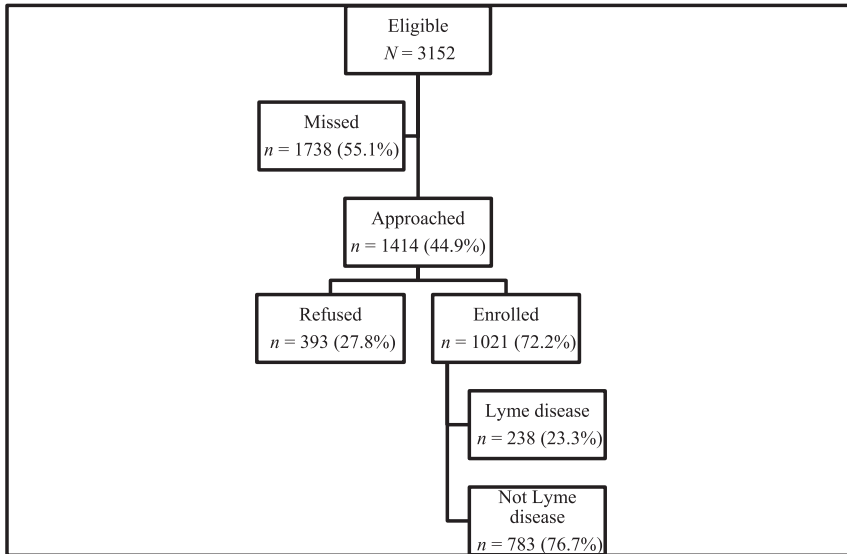 Eligible
N = 3152
Missed
n = 1738 (55.1%)
Approached
n = 1414 (44.9%)
Refused
n = 393 (27.8%)
Enrolled
n = 1021 (72.2%)
Lyme disease
n = 238 (23.3%)
Not Lyme
disease
n = 783 (76.7%)